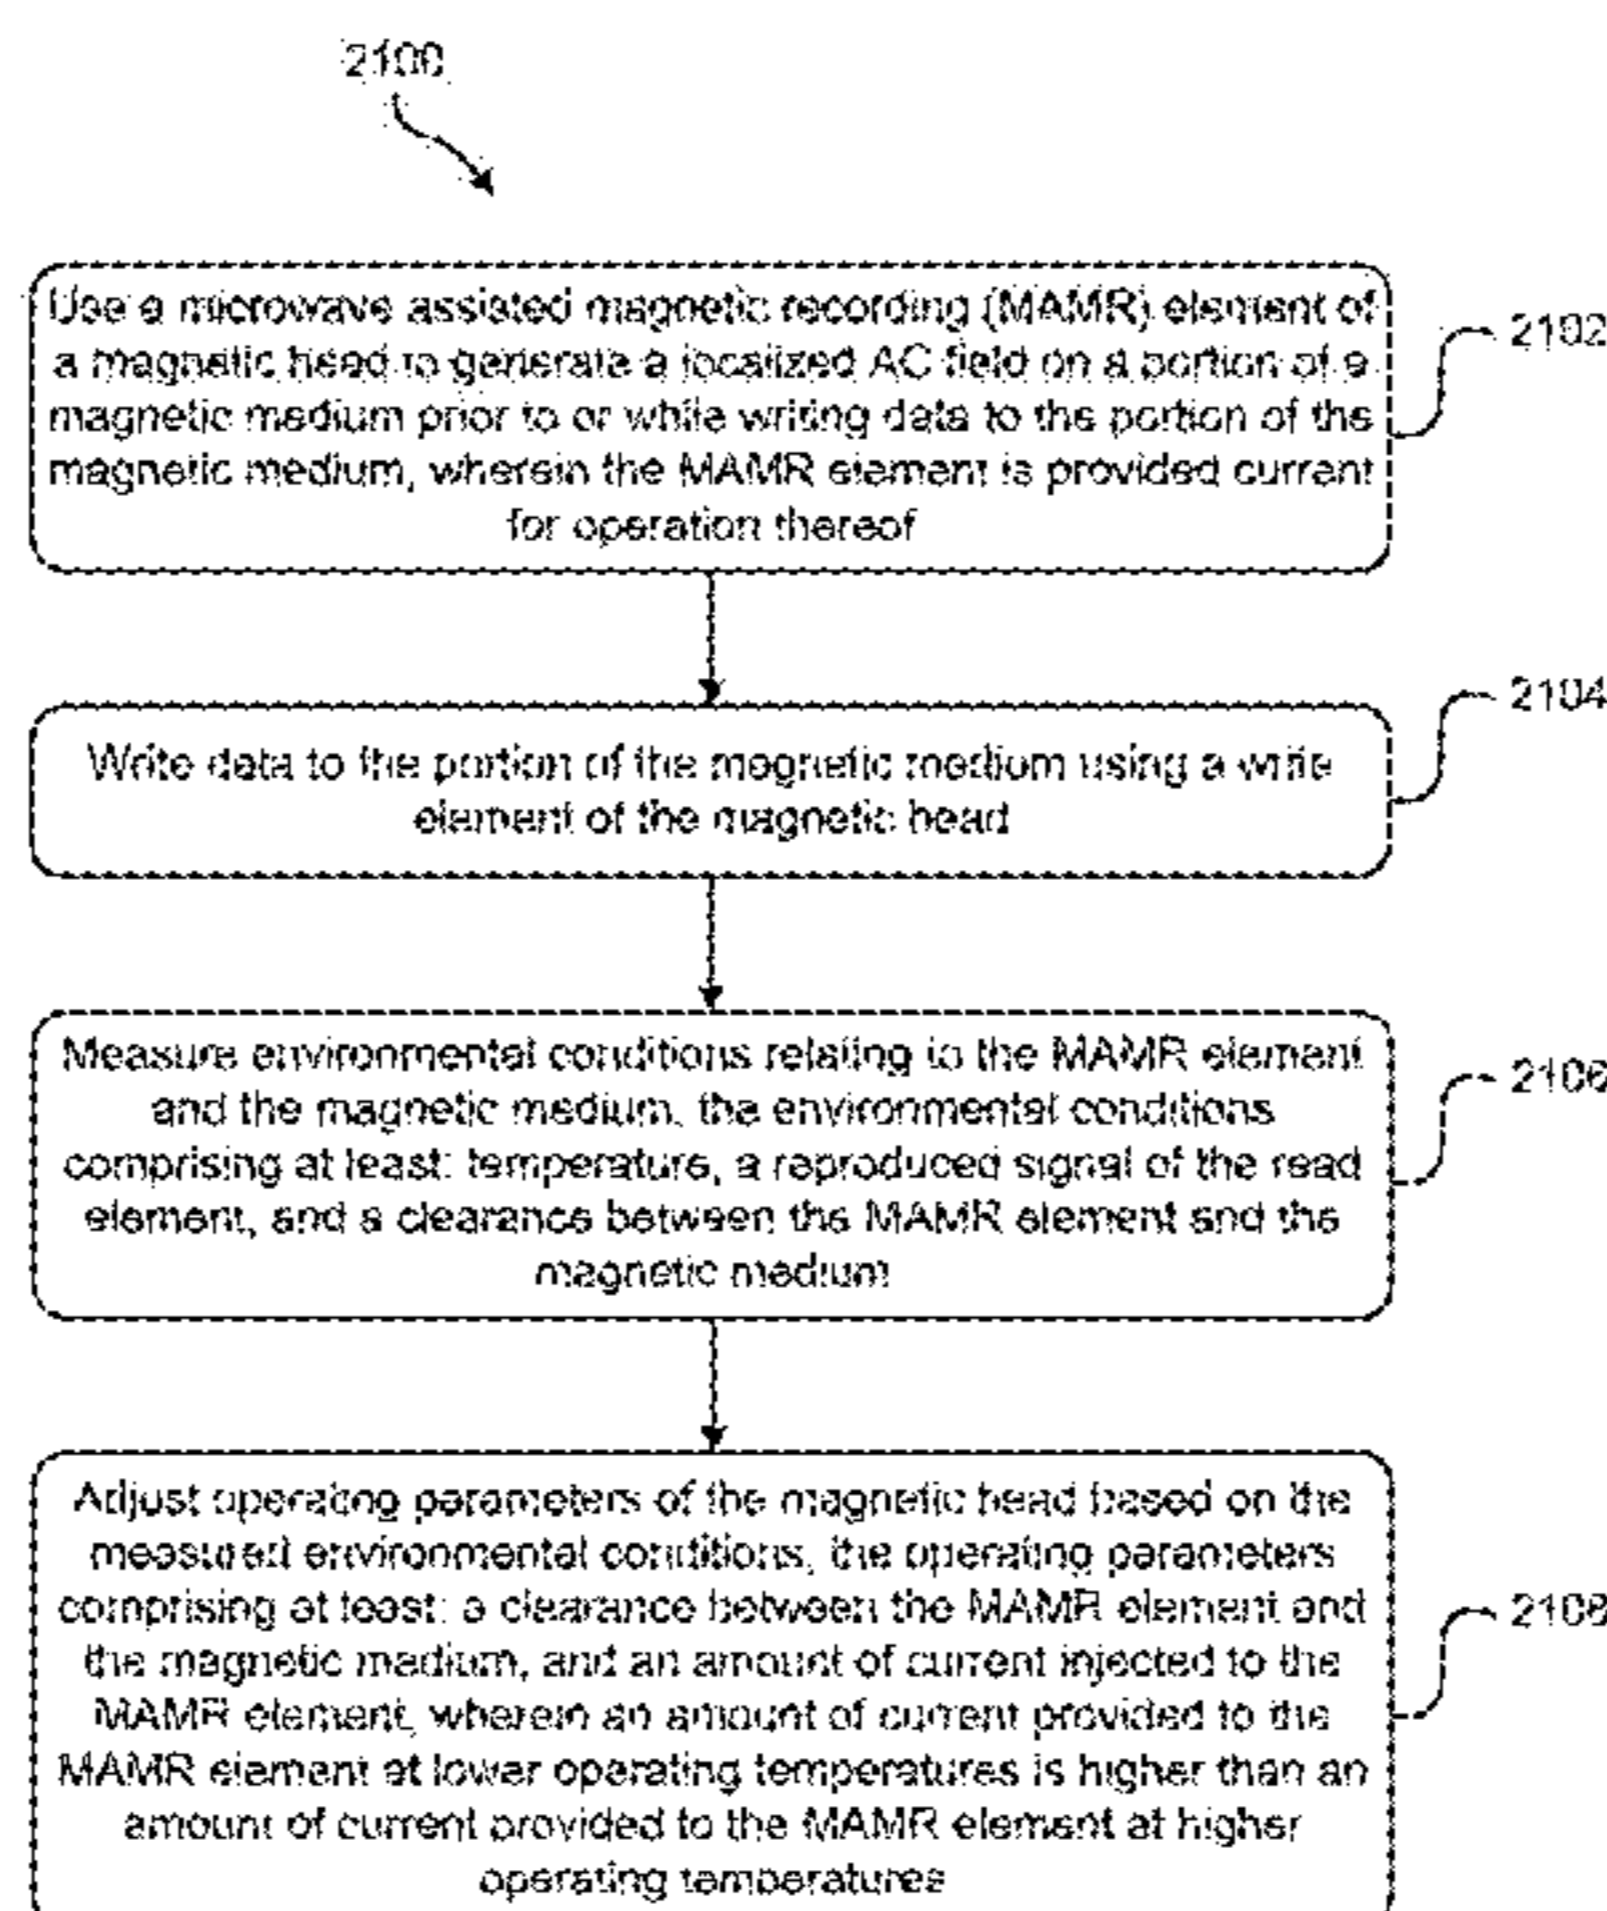 2100
Use a microwave assisted magnetic recording (MAMR) element of
a magnetic head to generate a localized AC field on a portion of a
magnetic medium prior to or while writing data to the portion of the
magnetic medium, wherein the MAMR element is provided current
for operation thereof
2102
Write data to the portion of the magnetic medium using a write
element of the magnetic head
2104
Measure environmental conditions relating to the MAMR element
and the magnetic medium, the environmental conditions
comprising at least: temperature, a reproduced signal of the read
element, and a clearance between the MAMR element and the
magnetic medium
2106
Adjust operating parameters of the magnetic head based on the
measured environmental conditions, the operating parameters
comprising at least: a clearance between the MAMR element and
the magnetic medium, and an amount of current injected to the
MAMR element, wherein an amount of current provided to the
MAMR element at lower operating temperatures is higher than an
amount of current provided to the MAMR element at higher
operating temperatures
2108